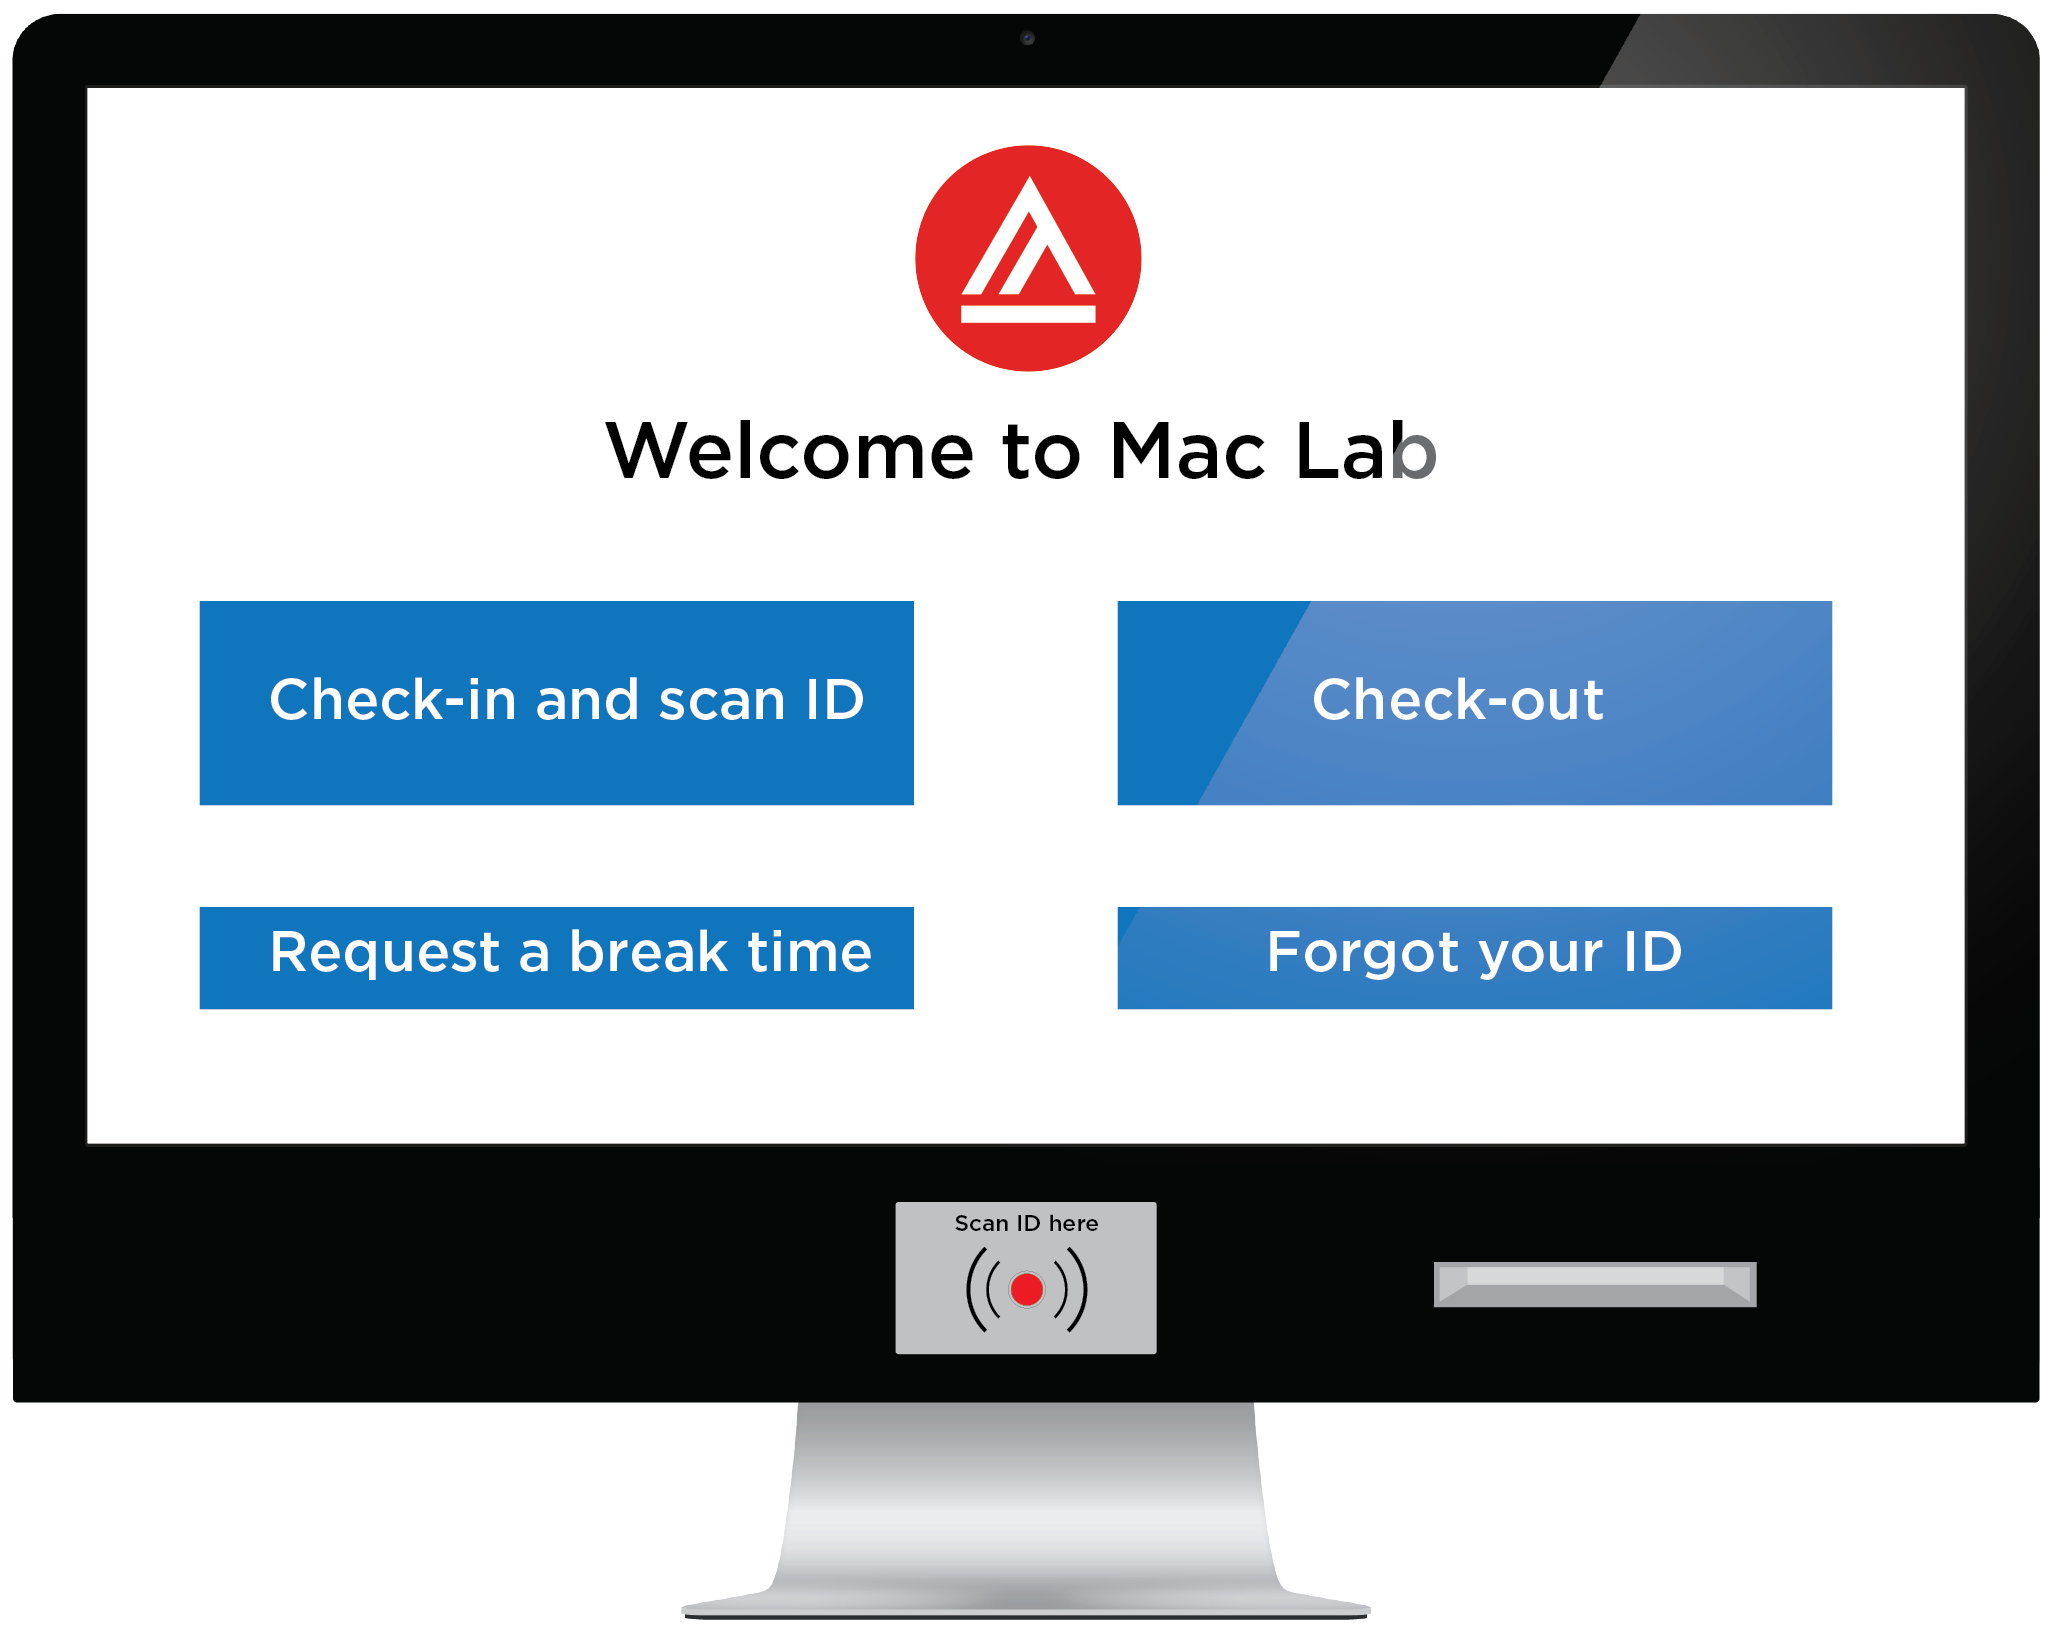 Welcome to Mac Lab
Check-in and scan ID
Check-out
Request a break time
Forgot your ID
Scan ID here